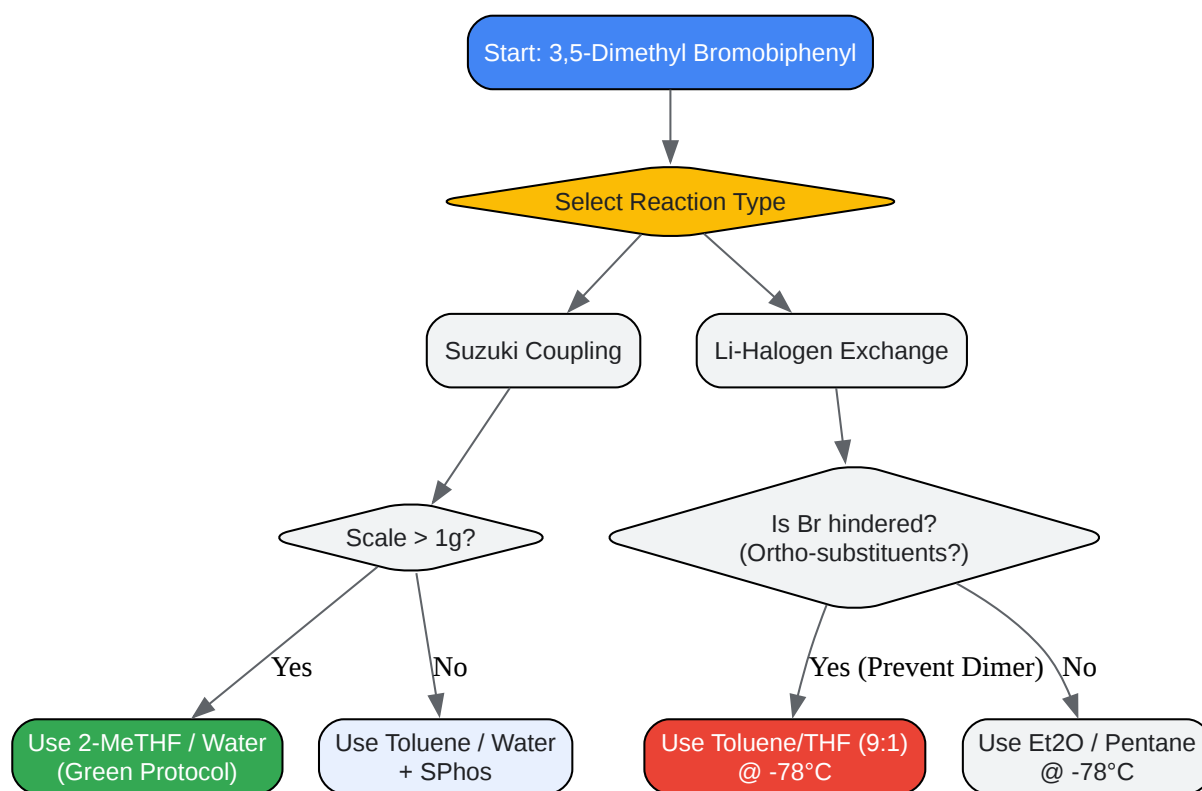 Start: 3,5-Dimethyl Bromobiphenyl
Select Reaction Type
Suzuki Coupling
Li-Halogen Exchange
Scale > 1g?
Is Br hindered?
(Ortho-substituents?)
Yes
No
Yes (Prevent Dimer)
No
Use 2-MeTHF / Water
(Green Protocol)
Use Toluene / Water
+ SPhos
Use Toluene/THF (9:1)
@ -78°C
Use Et2O / Pentane
@ -78°C